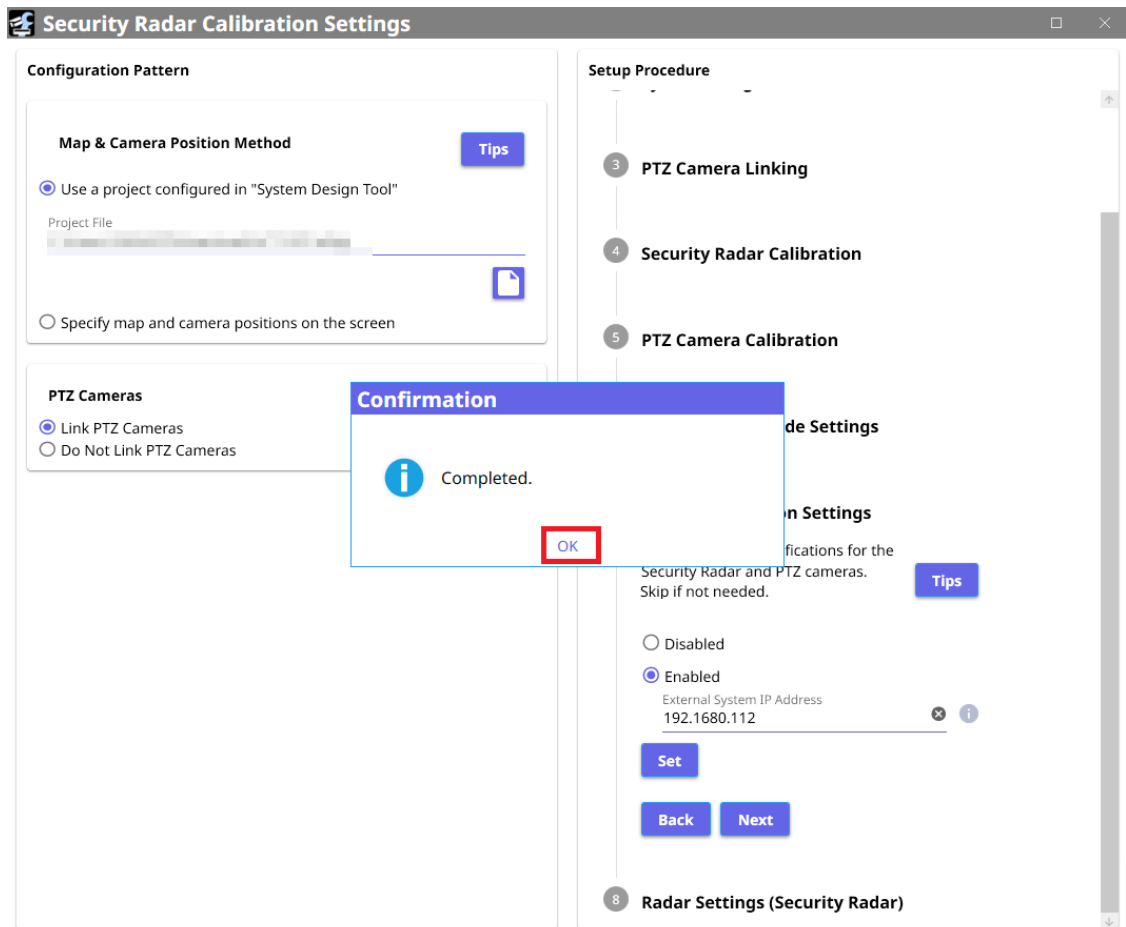 Security Radar Calibration Settings
Configuration Pattern
Map & Camera Position Method
Tips
Use a project configured in "System Design Tool"
Project File
Specify map and camera positions on the screen
PTZ Cameras
Link PTZ Cameras
Do Not Link PTZ Cameras
Setup Procedure
3
PTZ Camera Linking
4
Security Radar Calibration
5
PTZ Camera Calibration
Settings
Settings
for the
Security Radar and PTZ cameras.
Skip if not needed.
Tips
Disabled
Enabled
External System IP Address
192.1680.112
Set
Back
Next
8
Radar Settings (Security Radar)
Confirmation
Completed.
OK